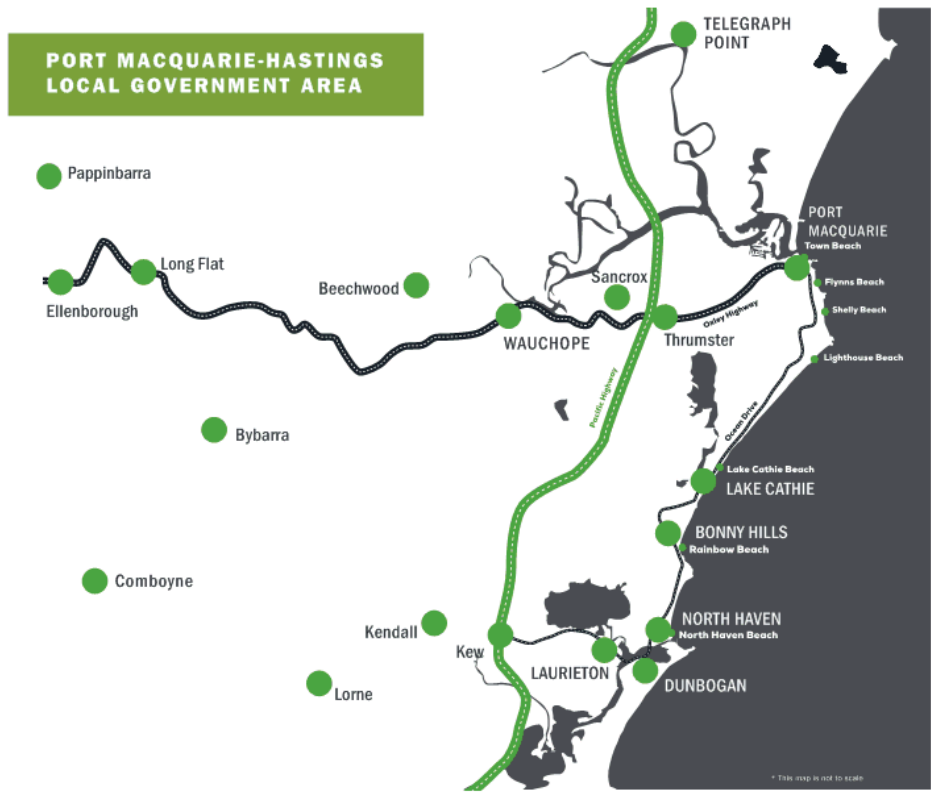 PORT MACQUARIE-HASTINGS
LOCAL GOVERNMENT AREA
TELEGRAPH
POINT
Pappinbarra
PORT
MACQUARIE
Town Beach
Long Flat
Ellenborough
Beechwood
Sancrox
Flynns Beach
Shelly Beach
Oxley Highway
WAUCHOPE
Thrumster
Lighthouse Beach
Pacific Highway
Ocean Drive
Bybarra
Lake Cathie Beach
LAKE CATHIE
BONNY HILLS
Rainbow Beach
Comboyne
Kendall
Kew
NORTH HAVEN
North Haven Beach
LAURIETON
DUNBOGAN
Lorne
* This map is not to scale